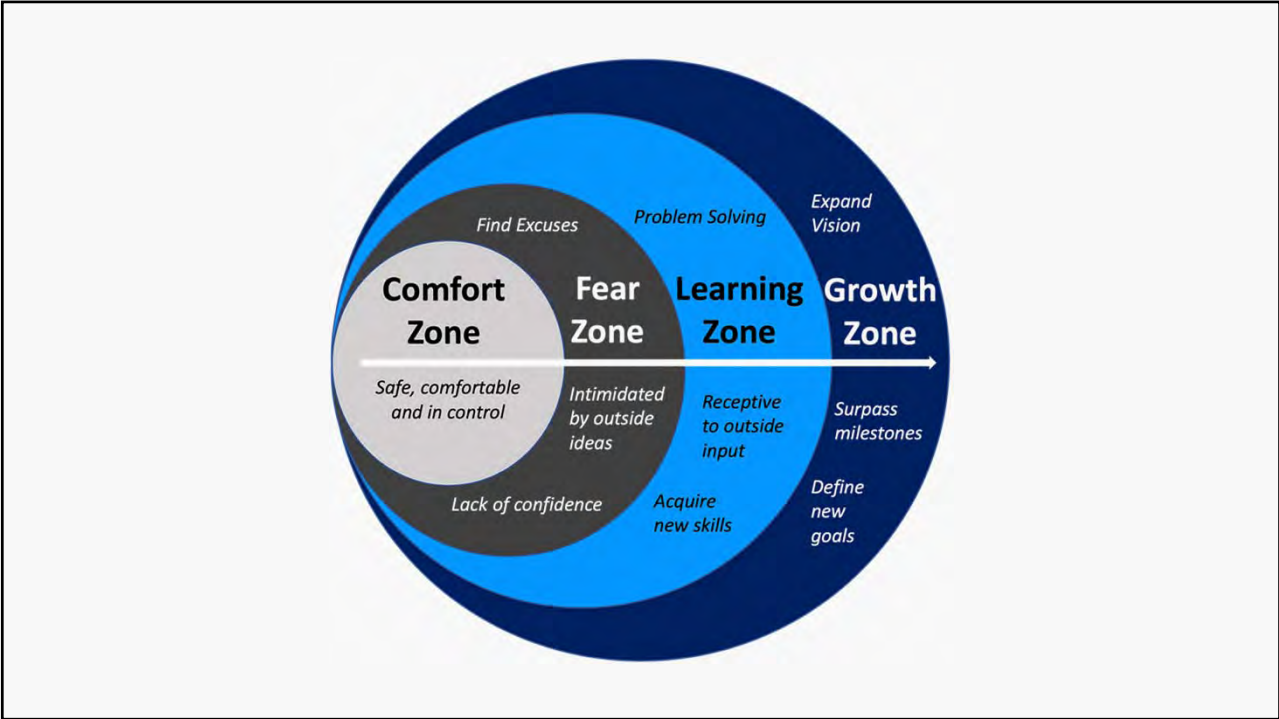 Find Excuses
Problem Solving
Expand
Vision
Comfort
Zone
Fear
Zone
Learning
Zone
Growth
Zone
Safe, comfortable
and in control
Intimidated
by outside
ideas
Receptive
to outside
input
Surpass
milestones
Lack of confidence
Acquire
new skills
Define
new
goals